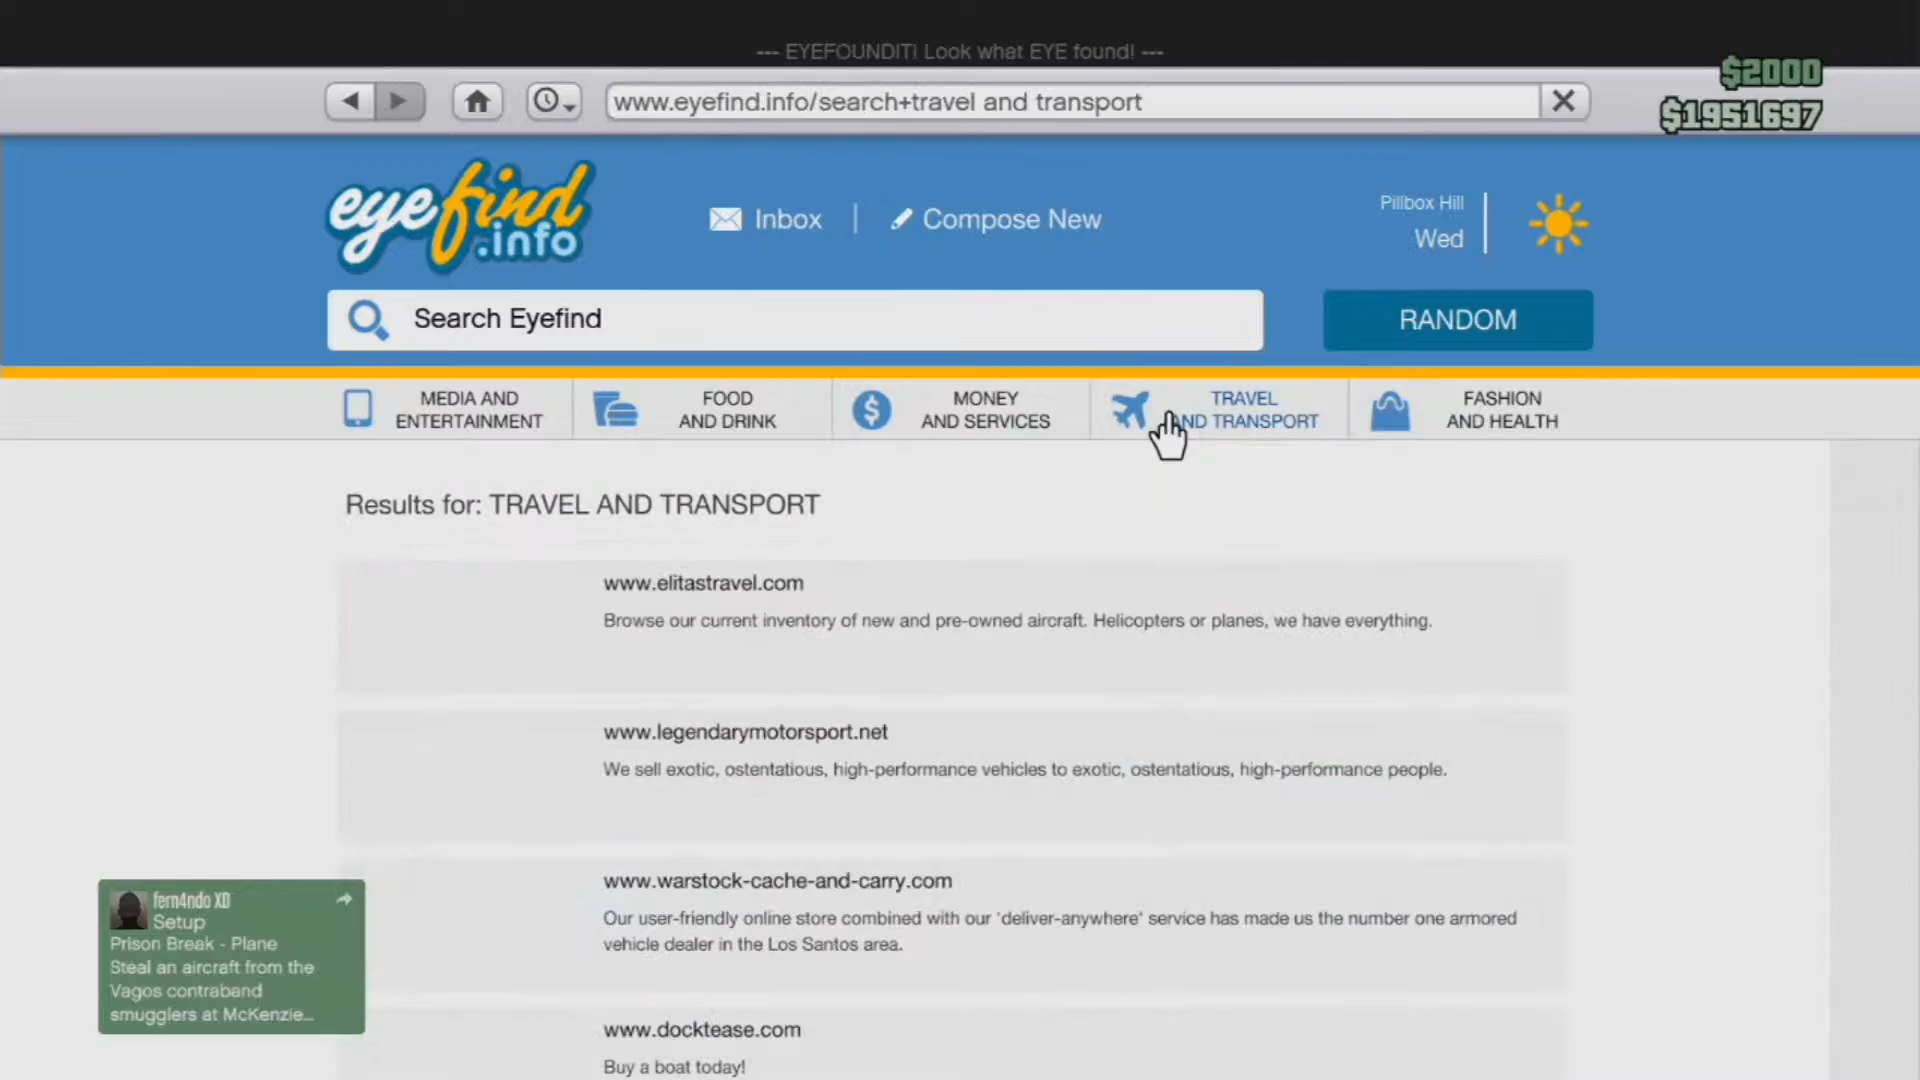 --- EYEFOUNDIT! Look what EYE found! ---
$2000
www.eyefind.info/search+travel and transport
$1951697
eyefind
.info
Inbox
Compose New
Pillbox Hill
Wed
Search Eyefind
RANDOM
MEDIA AND
ENTERTAINMENT
FOOD
AND DRINK
MONEY
AND SERVICES
TRAVEL
AND TRANSPORT
FASHION
AND HEALTH
Results for: TRAVEL AND TRANSPORT
www.elitastravel.com
Browse our current inventory of new and pre-owned aircraft. Helicopters or planes, we have everything.
www.legendarymotorsport.net
We sell exotic, ostentatious, high-performance vehicles to exotic, ostentatious, high-performance people.
www.warstock-cache-and-carry.com
Our user-friendly online store combined with our 'deliver-anywhere' service has made us the number one armored
vehicle dealer in the Los Santos area.
www.docktease.com
Buy a boat today!
fern4ndo XD
Setup
Prison Break - Plane
Steal an aircraft from the
Vagos contraband
smugglers at McKenzie...